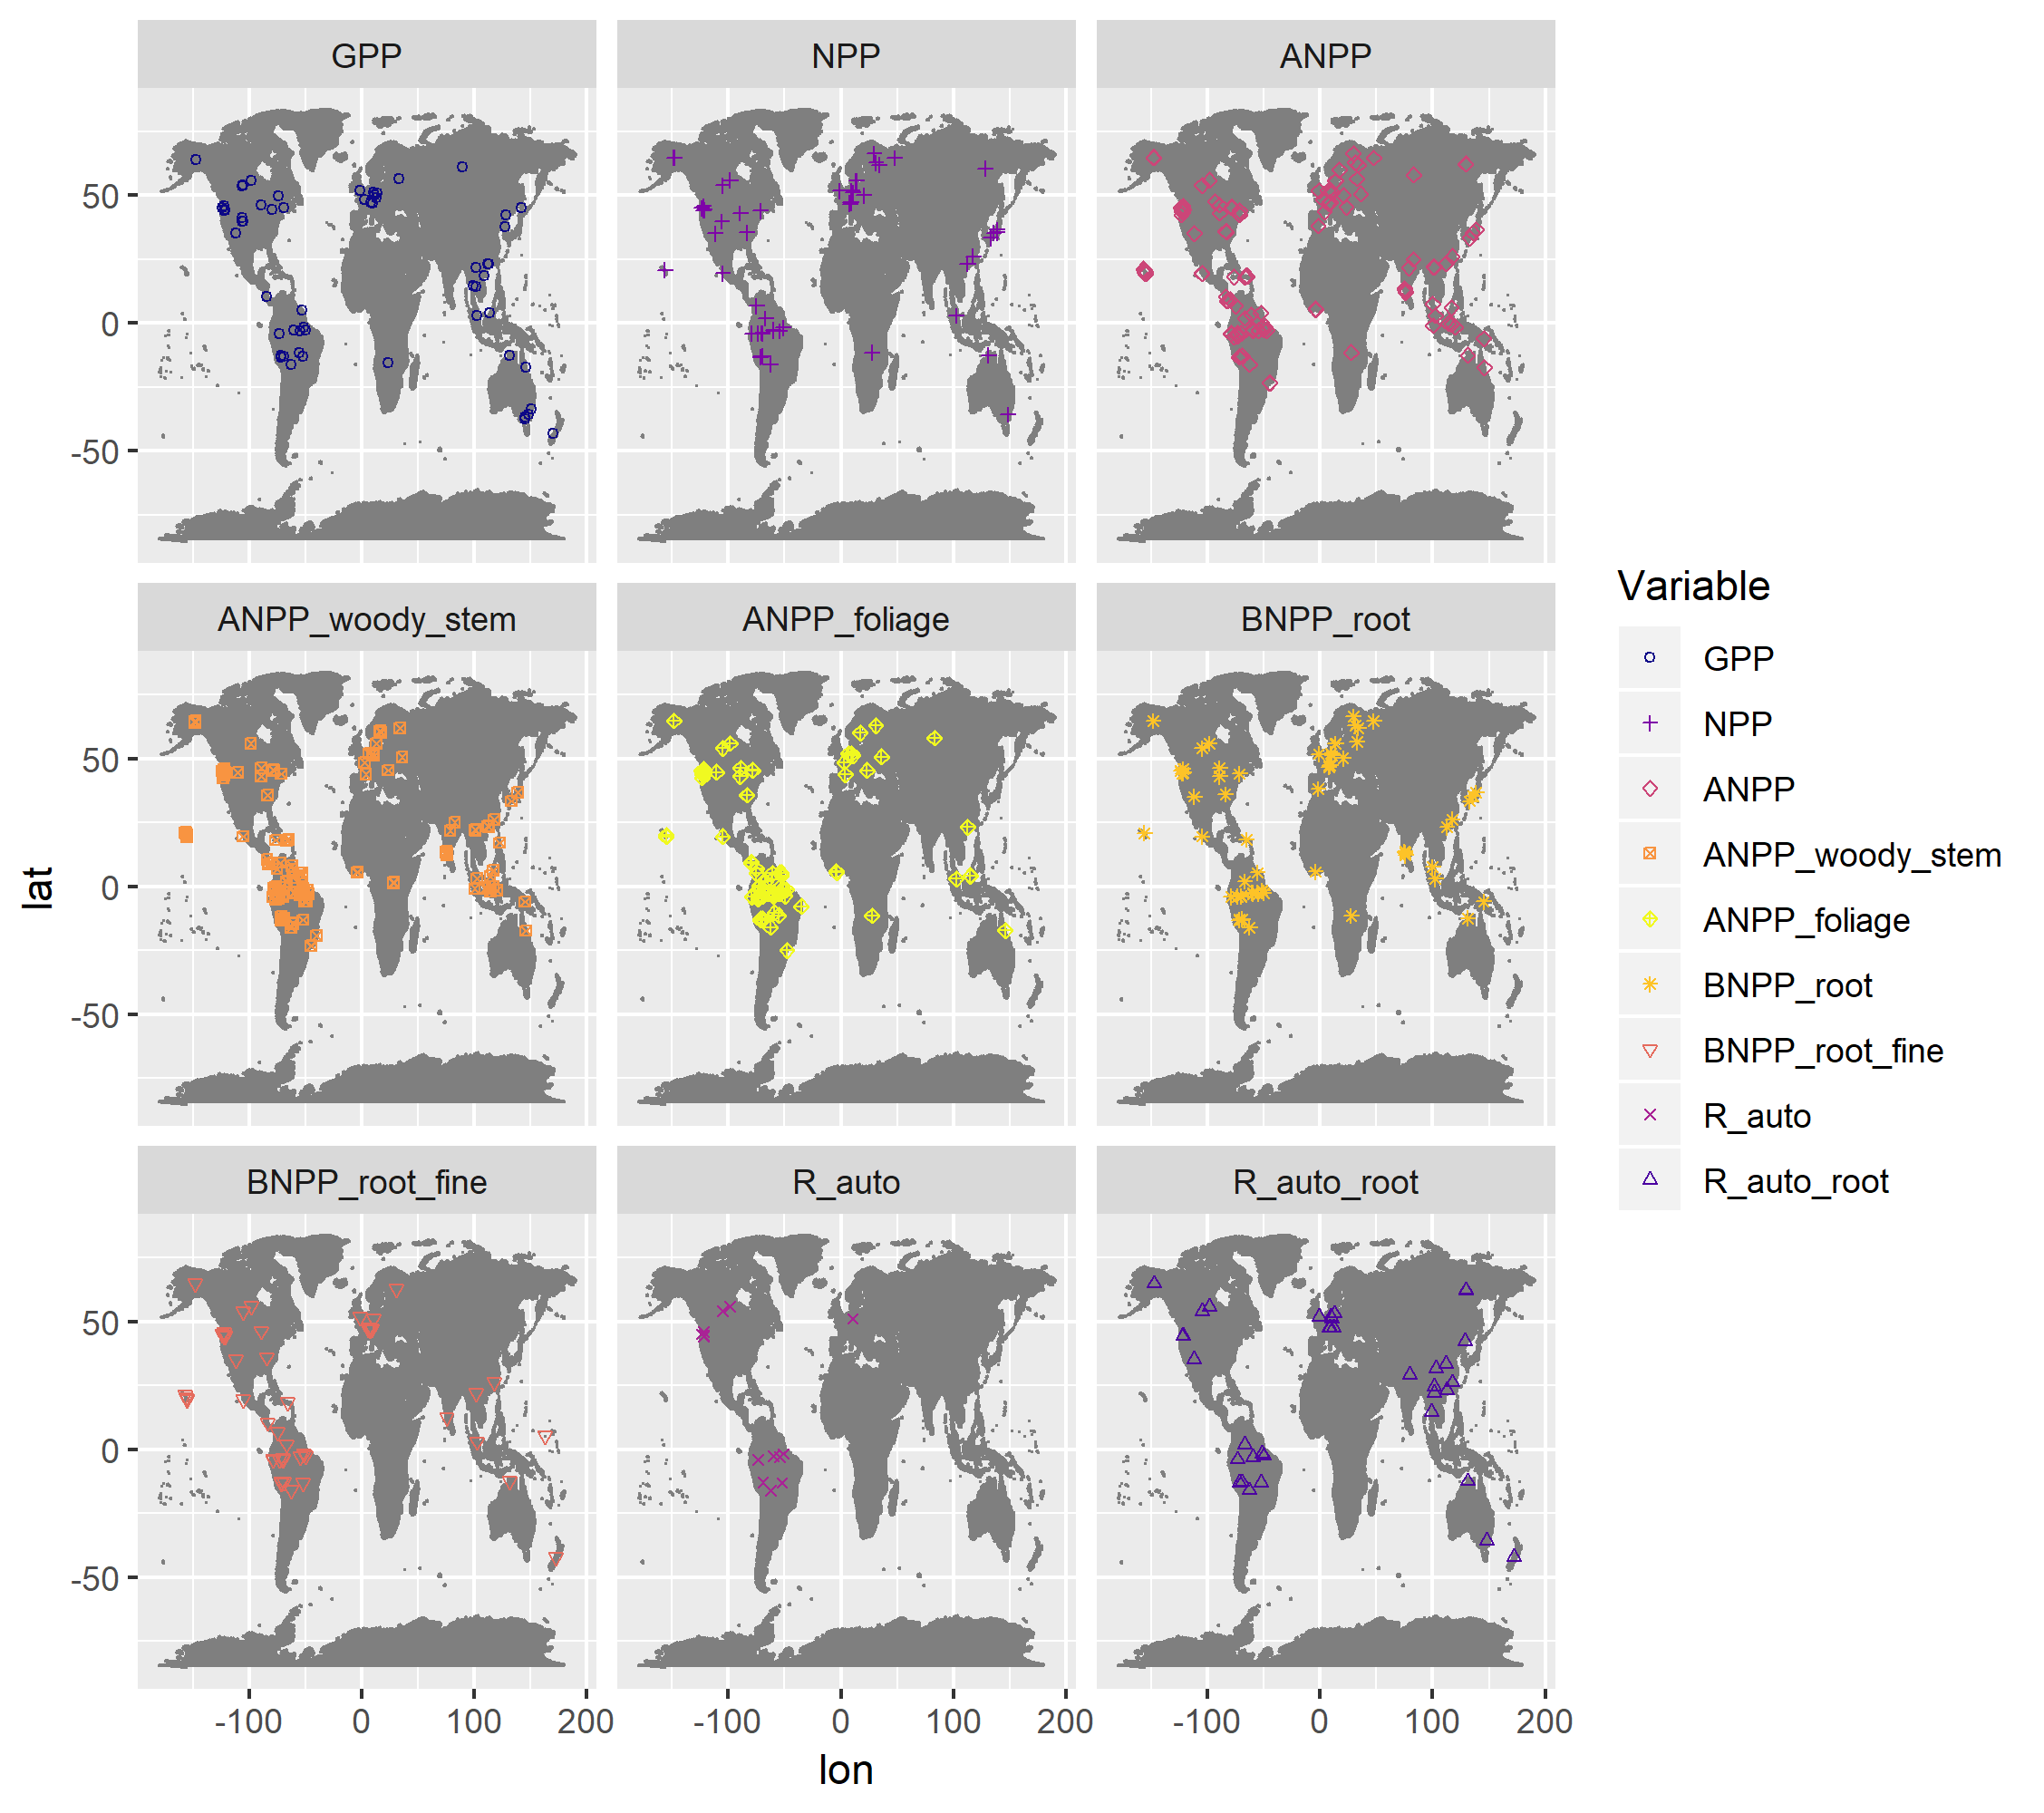 GPP NPP ANPP
50
0
-50
ANPP_woody_stem ANPP_foliage BNPP_root
50
0
-50
BNPP_root_fine R_auto R_auto_root
50
0
-50
-100 0 100 200 -100 0 100 200 -100 0 100 200
lon
lat
Variable
GPP
NPP
ANPP
ANPP_woody_stem
ANPP_foliage
BNPP_root
BNPP_root_fine
R_auto
R_auto_root